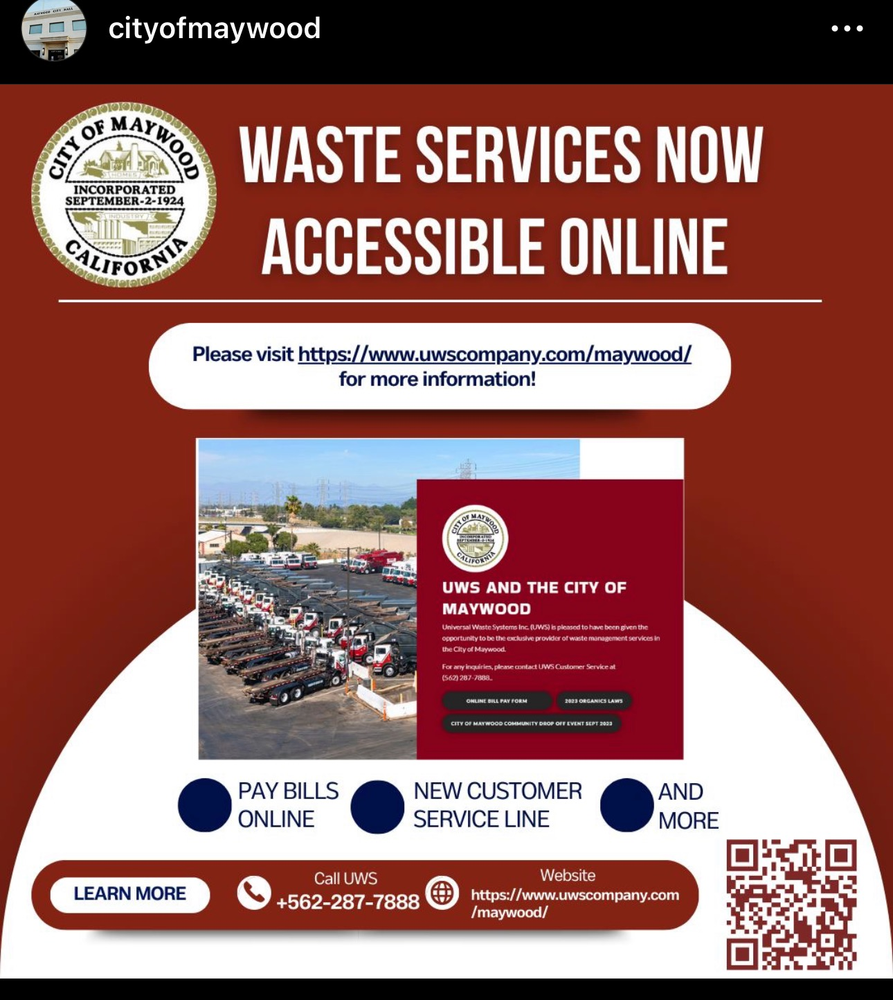 MAYWOOD CITY HALL
cityofmaywood
CITY OF MAYWOOD
HOMES
INCORPORATED
SEPTEMBER-2-1924
INDUSTRY
CALIFORNIA
WASTE SERVICES NOW
ACCESSIBLE ONLINE
Please visit https://www.uwscompany.com/maywood/
for more information!
CITY OF MAYWOOD
INCORPORATED
SEPTEMBER-2-1924
CALIFORNIA
UWS AND THE CITY OF
MAYWOOD
Universal Waste Systems Inc. (UWS) is pleased to have been given the
opportunity to be the exclusive provider of waste management services in
the City of Maywood.
For any inquiries, please contact UWS Customer Service at
(562) 287-7888..
ONLINE BILL PAY FORM
2023 ORGANICS LAWS
CITY OF MAYWOOD COMMUNITY DROP OFF EVENT SEPT 2023
PAY BILLS
ONLINE
NEW CUSTOMER
SERVICE LINE
AND
MORE
LEARN MORE
Call UWS
+562-287-7888
Website
https://www.uwscompany.com
/maywood/